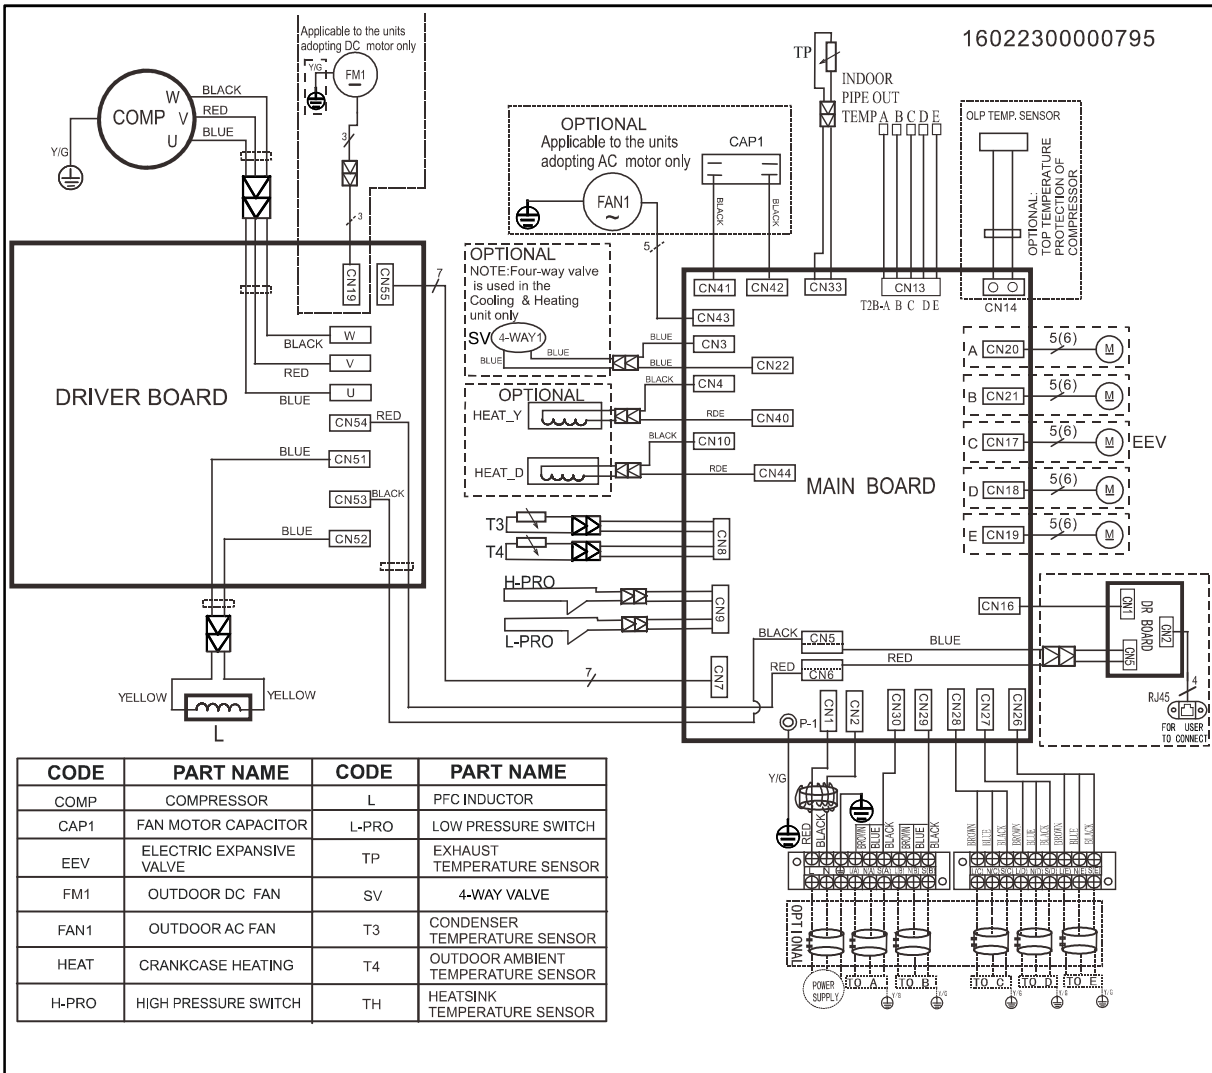 16022300000795
Applicable to the units
adopting DC motor only
Y/G
FM1
3
3
COMP
W
V
U
BLACK
RED
BLUE
Y/G
TP
INDOOR
PIPE OUT
TEMP A B C D E
OPTIONAL
Applicable to the units
adopting AC motor only
CAP1
FAN1
~
BLACK
BLACK
5
OLP TEMP. SENSOR
OPTIONAL:
TOP TEMPERATURE
PROTECTION OF
COMPRESSOR
DRIVER BOARD
CN19
CN55
7
W
BLACK
V
RED
U
BLUE
CN54
RED
CN51
BLUE
CN53
BLACK
CN52
BLUE
YELLOW
YELLOW
L
OPTIONAL
NOTE:Four-way valve
is used in the
Cooling & Heating
unit only
SV
4-WAY1
BLUE
BLUE
BLUE
BLUE
OPTIONAL
HEAT_Y
HEAT_D
BLACK
RDE
BLACK
RDE
T3
T4
H-PRO
L-PRO
7
MAIN BOARD
CN41
CN42
CN33
CN13
T2B-A B C D E
CN14
CN43
CN3
CN22
CN4
CN40
CN10
CN44
CN8
CN9
CN7
A
CN20
5(6)
M
B
CN21
5(6)
M
C
CN17
5(6)
M
EEV
D
CN18
5(6)
M
E
CN19
5(6)
M
CN16
BLACK
CN5
BLUE
RED
CN6
RED
DR BOARD
CN1
CN2
CN5
RJ45
4
FOR USER
TO CONNECT
P-1
CN1
CN2
CN30
CN29
CN28
CN27
CN26
Y/G
RED
BLACK
BROWN
BLUE
BLACK
BROWN
BLUE
BLACK
BROWN
BLUE
BLACK
BROWN
BLUE
BLACK
BROWN
BLUE
BLACK
L N L(A) N(A) S(A) L(B) N(B) S(B)
L(C) N(C) S(C) L(D) N(D) S(D) L(E) N(E) S(E)
OPTIONAL
POWER
SUPPLY
TO A
Y/G
TO B
Y/G
TO C
Y/G
TO D
Y/G
TO E
Y/G
CODE PART NAME CODE PART NAME
COMP COMPRESSOR L PFC INDUCTOR
CAP1 FAN MOTOR CAPACITOR L-PRO LOW PRESSURE SWITCH
EEV ELECTRIC EXPANSIVE VALVE TP EXHAUST TEMPERATURE SENSOR
FM1 OUTDOOR DC FAN SV 4-WAY VALVE
FAN1 OUTDOOR AC FAN T3 CONDENSER TEMPERATURE SENSOR
HEAT CRANKCASE HEATING T4 OUTDOOR AMBIENT TEMPERATURE SENSOR
H-PRO HIGH PRESSURE SWITCH TH HEATSINK TEMPERATURE SENSOR